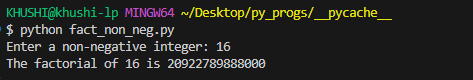 KHUSHI@khushi-lp MINGW64 ~/Desktop/py_progs/__pycache__
$ python fact_non_neg.py
Enter a non-negative integer: 16
The factorial of 16 is 20922789888000